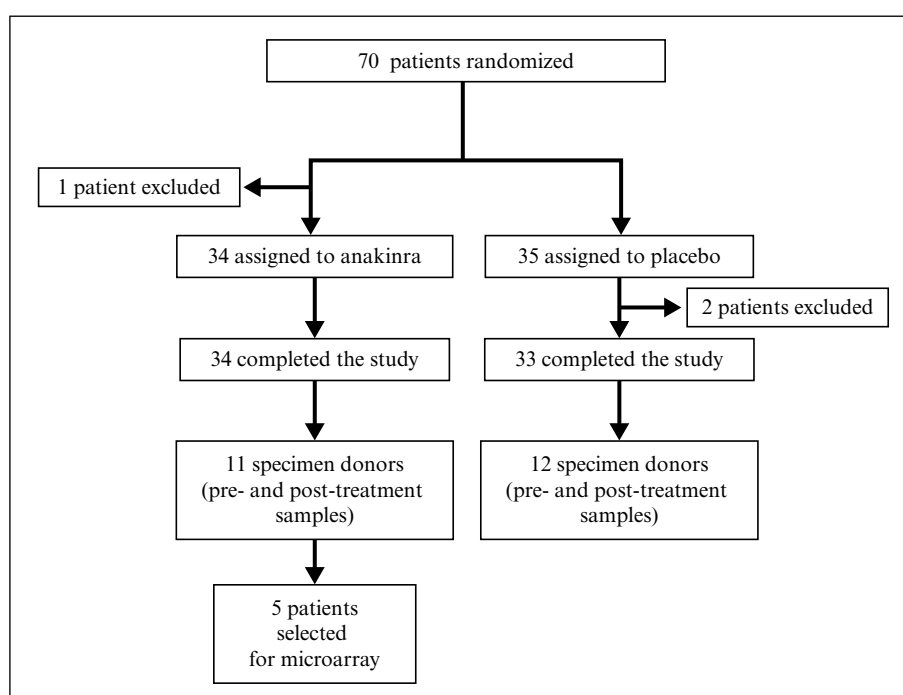 70 patients randomized
1 patient excluded
34 assigned to anakinra
35 assigned to placebo
2 patients excluded
34 completed the study
33 completed the study
11 specimen donors
(pre- and post-treatment
samples)
12 specimen donors
(pre- and post-treatment
samples)
5 patients
selected
for microarray